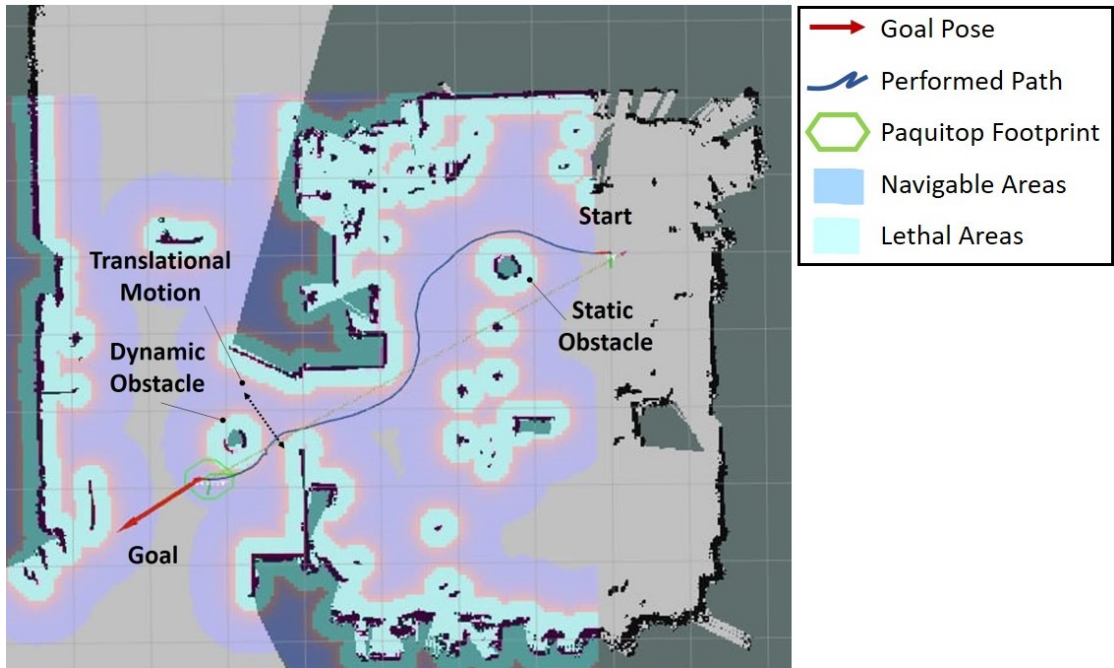 Start
Translational
Motion
Static
Obstacle
Dynamic
Obstacle
Goal
Goal Pose
Performed Path
Paquitop Footprint
Navigable Areas
Lethal Areas